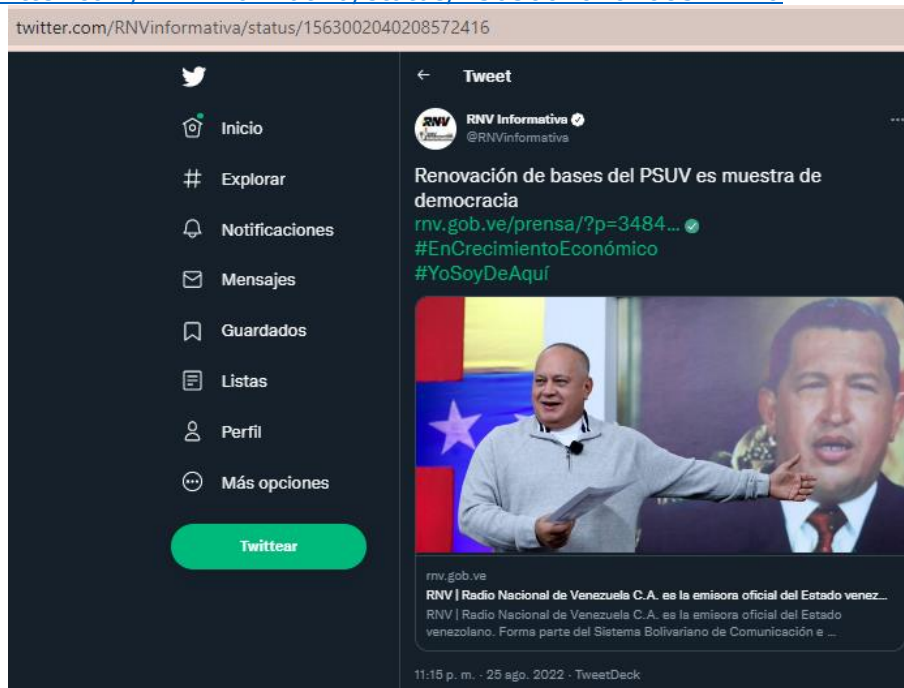 twitter.com/RNVinformativa/status/1563002040208572416
Tweet
Inicio
Explorar
Notificaciones
Mensajes
Guardados
Listas
Perfil
Más opciones
Twittear
RNV
RNV Informativa
@RNVinformativa
Renovación de bases del PSUV es muestra de
democracia
rnv.gob.ve/prensa/?p=3484...
#EnCrecimientoEconómico
#YoSoyDeAquí
rnv.gob.ve
RNV | Radio Nacional de Venezuela C.A. es la emisora oficial del Estado venez...
RNV | Radio Nacional de Venezuela C.A. es la emisora oficial del Estado
venezolano. Forma parte del Sistema Bolivariano de Comunicación e ...
11:15 p. m. · 25 ago. 2022 · TweetDeck